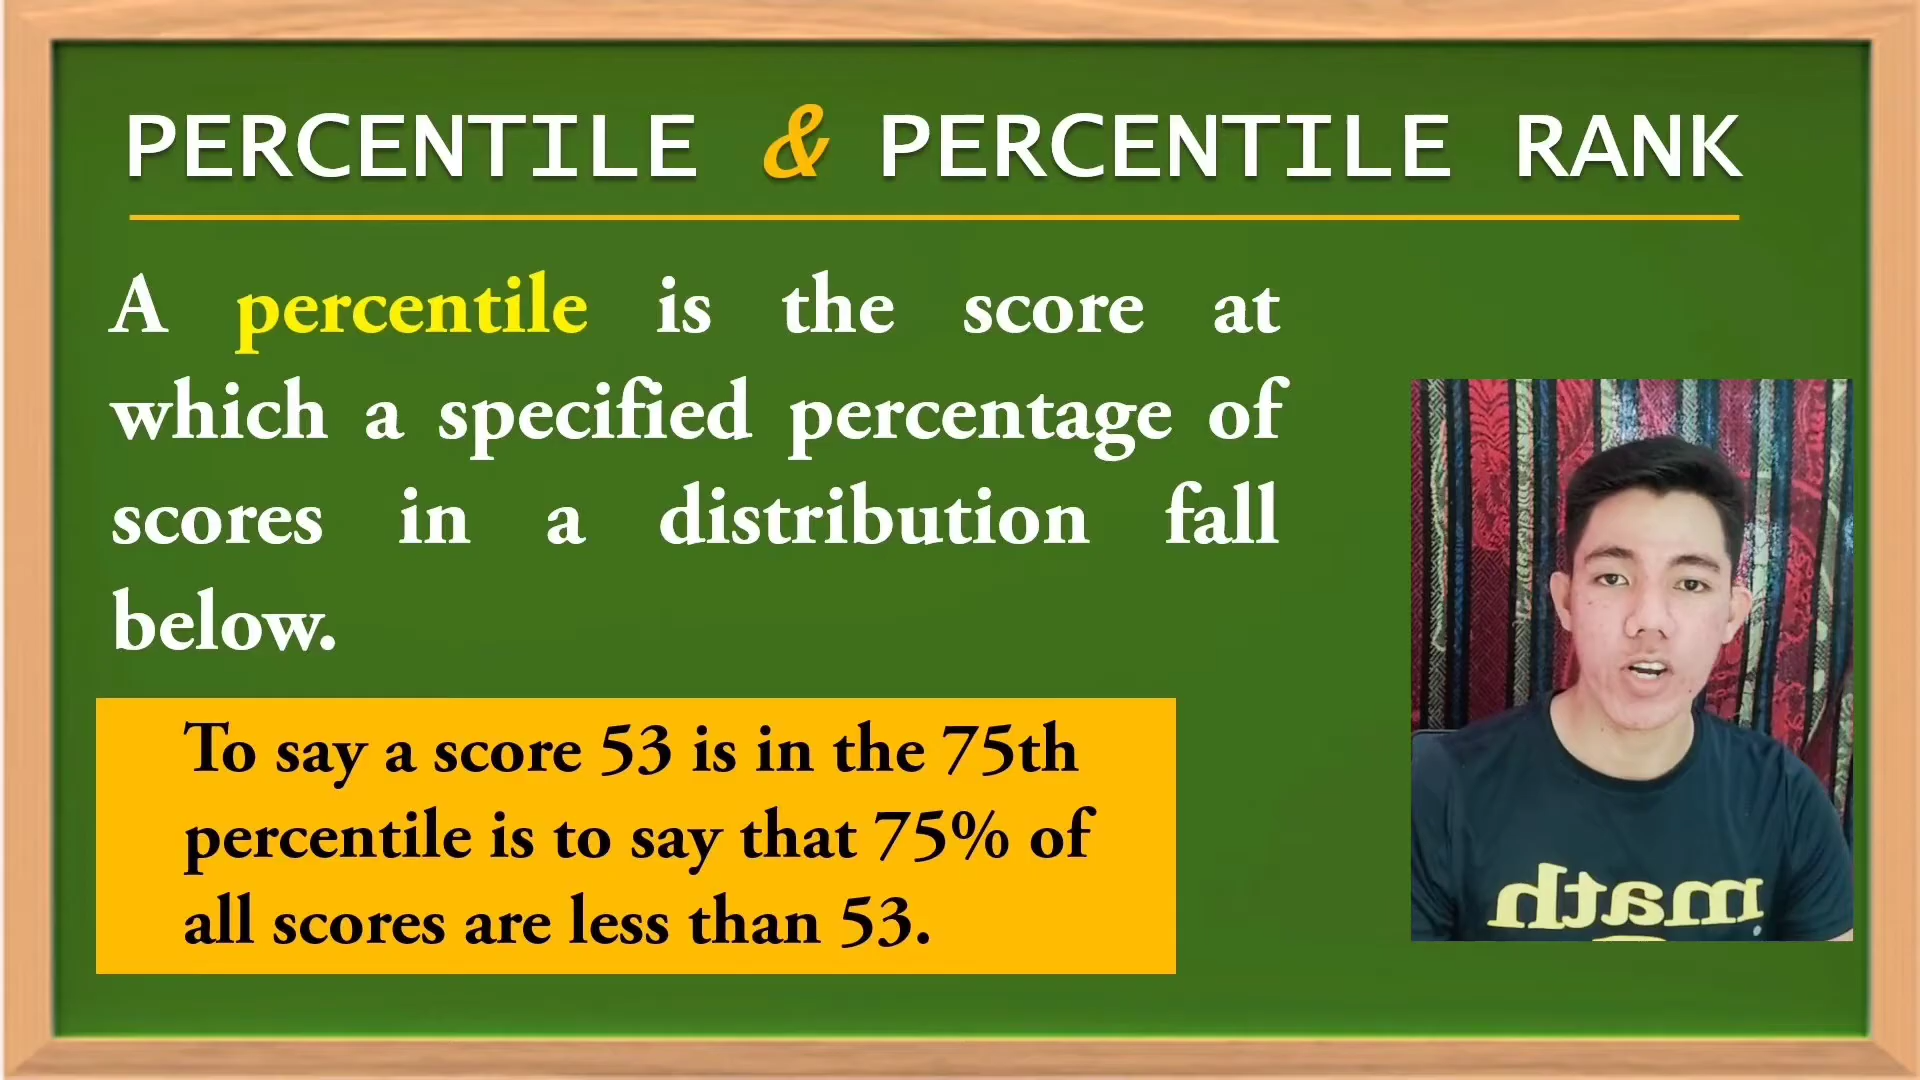 PERCENTILE & PERCENTILE RANK
A percentile is the score at
which a specified percentage of
scores in a distribution fall
below.
To say a score 53 is in the 75th
percentile is to say that 75% of
all scores are less than 53.
math